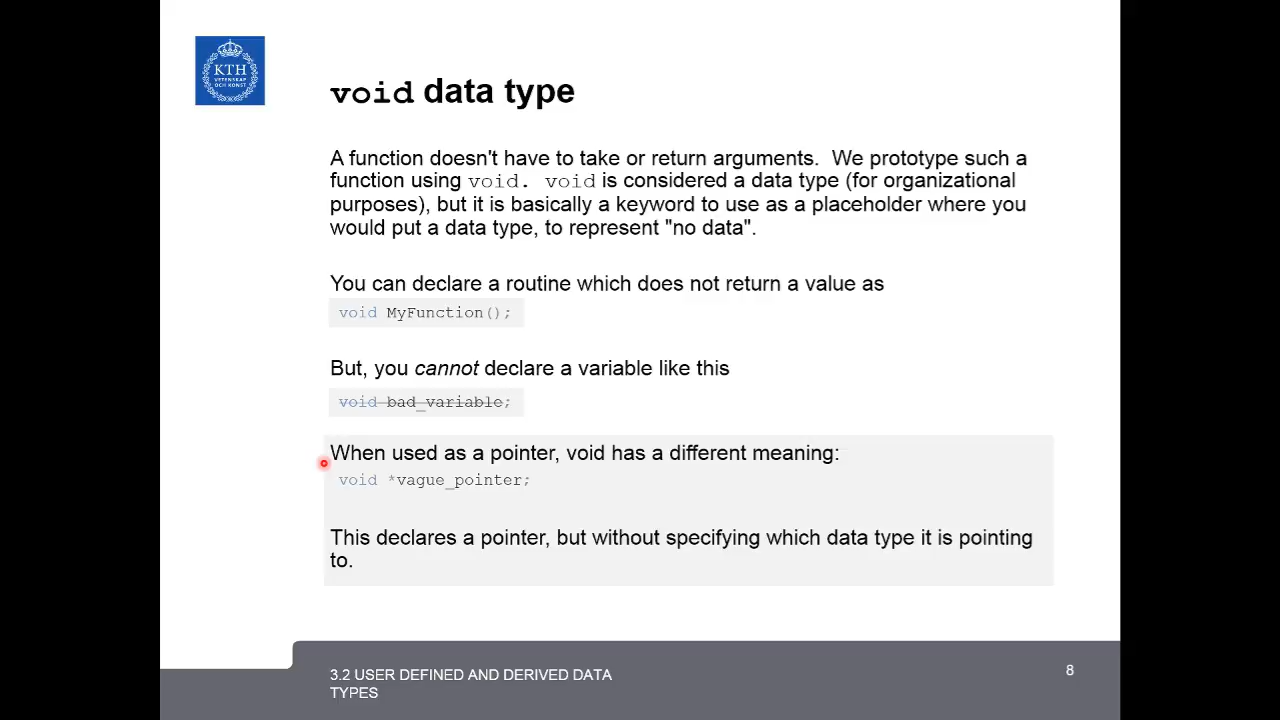 KTH
VETENSKAP
OCH KONST
void data type
A function doesn't have to take or return arguments.  We prototype such a
function using void. void is considered a data type (for organizational
purposes), but it is basically a keyword to use as a placeholder where you
would put a data type, to represent "no data".
You can declare a routine which does not return a value as
void MyFunction();
But, you cannot declare a variable like this
void bad_variable;
When used as a pointer, void has a different meaning:
void *vague_pointer;
This declares a pointer, but without specifying which data type it is pointing
to.
3.2 USER DEFINED AND DERIVED DATA
TYPES
8